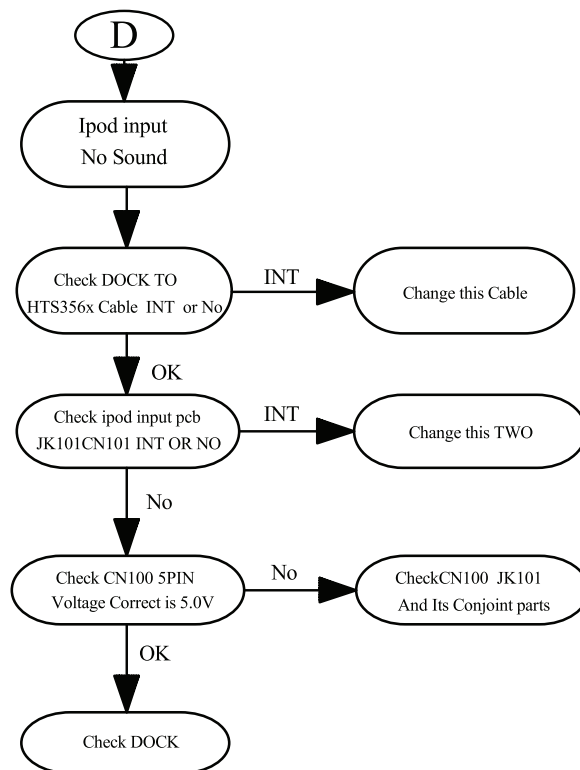 D
Ipod input
No Sound
Check DOCK TO
HTS356x Cable INT or No
INT
Change this Cable
OK
Check ipod input pcb
JK101CN101 INT OR NO
INT
Change this TWO
No
Check CN100 5PIN
Voltage Correct is 5.0V
No
CheckCN100 JK101
And Its Conjoint parts
OK
Check DOCK